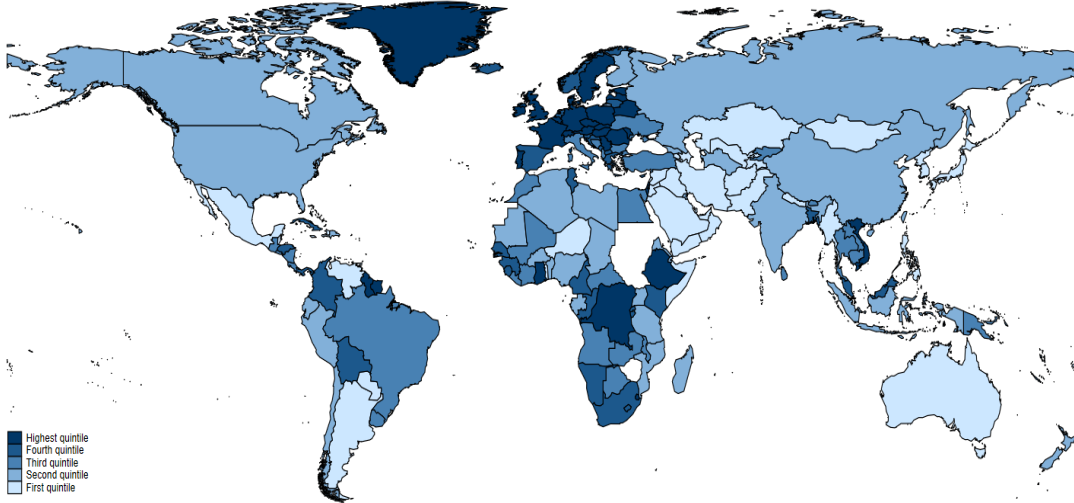 Highest quintile
Fourth quintile
Third quintile
Second quintile
First quintile